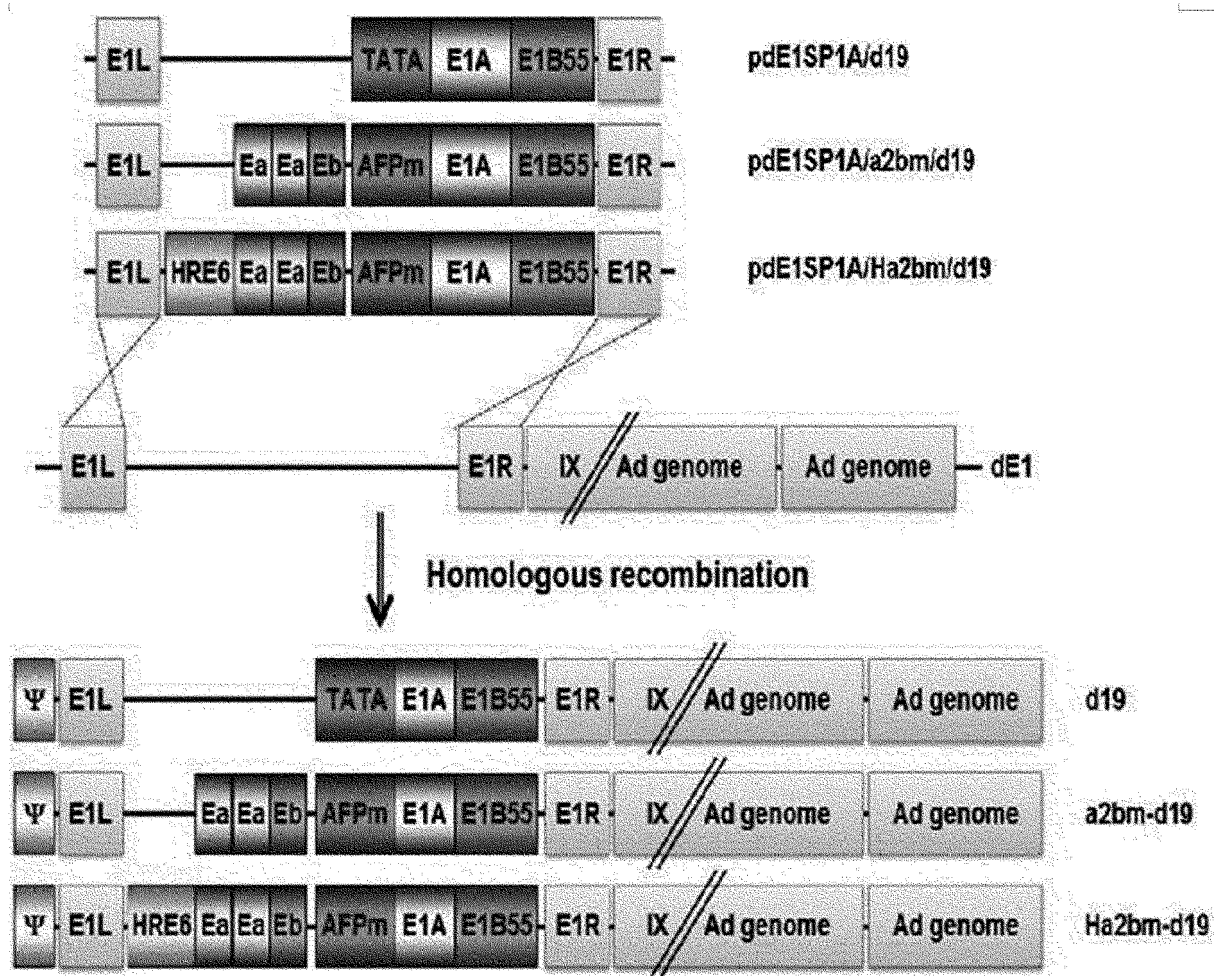 E1L TATA E1A E1B55 E1R pdE1SP1A/d19
E1L Ea Ea Eb AFPm E1A E1B55 E1R pdE1SP1A/a2bm/d19
E1L HRE6 Ea Ea Eb AFPm E1A E1B55 E1R pdE1SP1A/Ha2bm/d19
E1L E1R IX Ad genome Ad genome dE1
Homologous recombination
Ψ E1L TATA E1A E1B55 E1R IX Ad genome Ad genome d19
Ψ E1L Ea Ea Eb AFPm E1A E1B55 E1R IX Ad genome Ad genome a2bm-d19
Ψ E1L HRE6 Ea Ea Eb AFPm E1A E1B55 E1R IX Ad genome Ad genome Ha2bm-d19